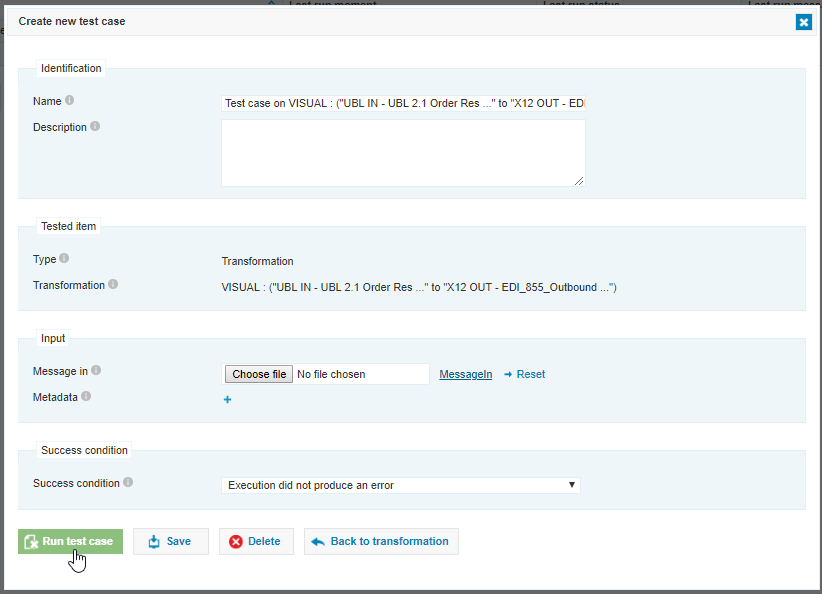 Create new test case
Identification
Name
Test case on VISUAL : ("UBL IN - UBL 2.1 Order Res ..." to "X12 OUT - EDI
Description
Tested item
Type
Transformation
Transformation
VISUAL : ("UBL IN - UBL 2.1 Order Res ..." to "X12 OUT - EDI_855_Outbound ...")
Input
Message in
Choose file No file chosen MessageIn Reset
Metadata
Success condition
Success condition
Execution did not produce an error
Run test case Save Delete Back to transformation